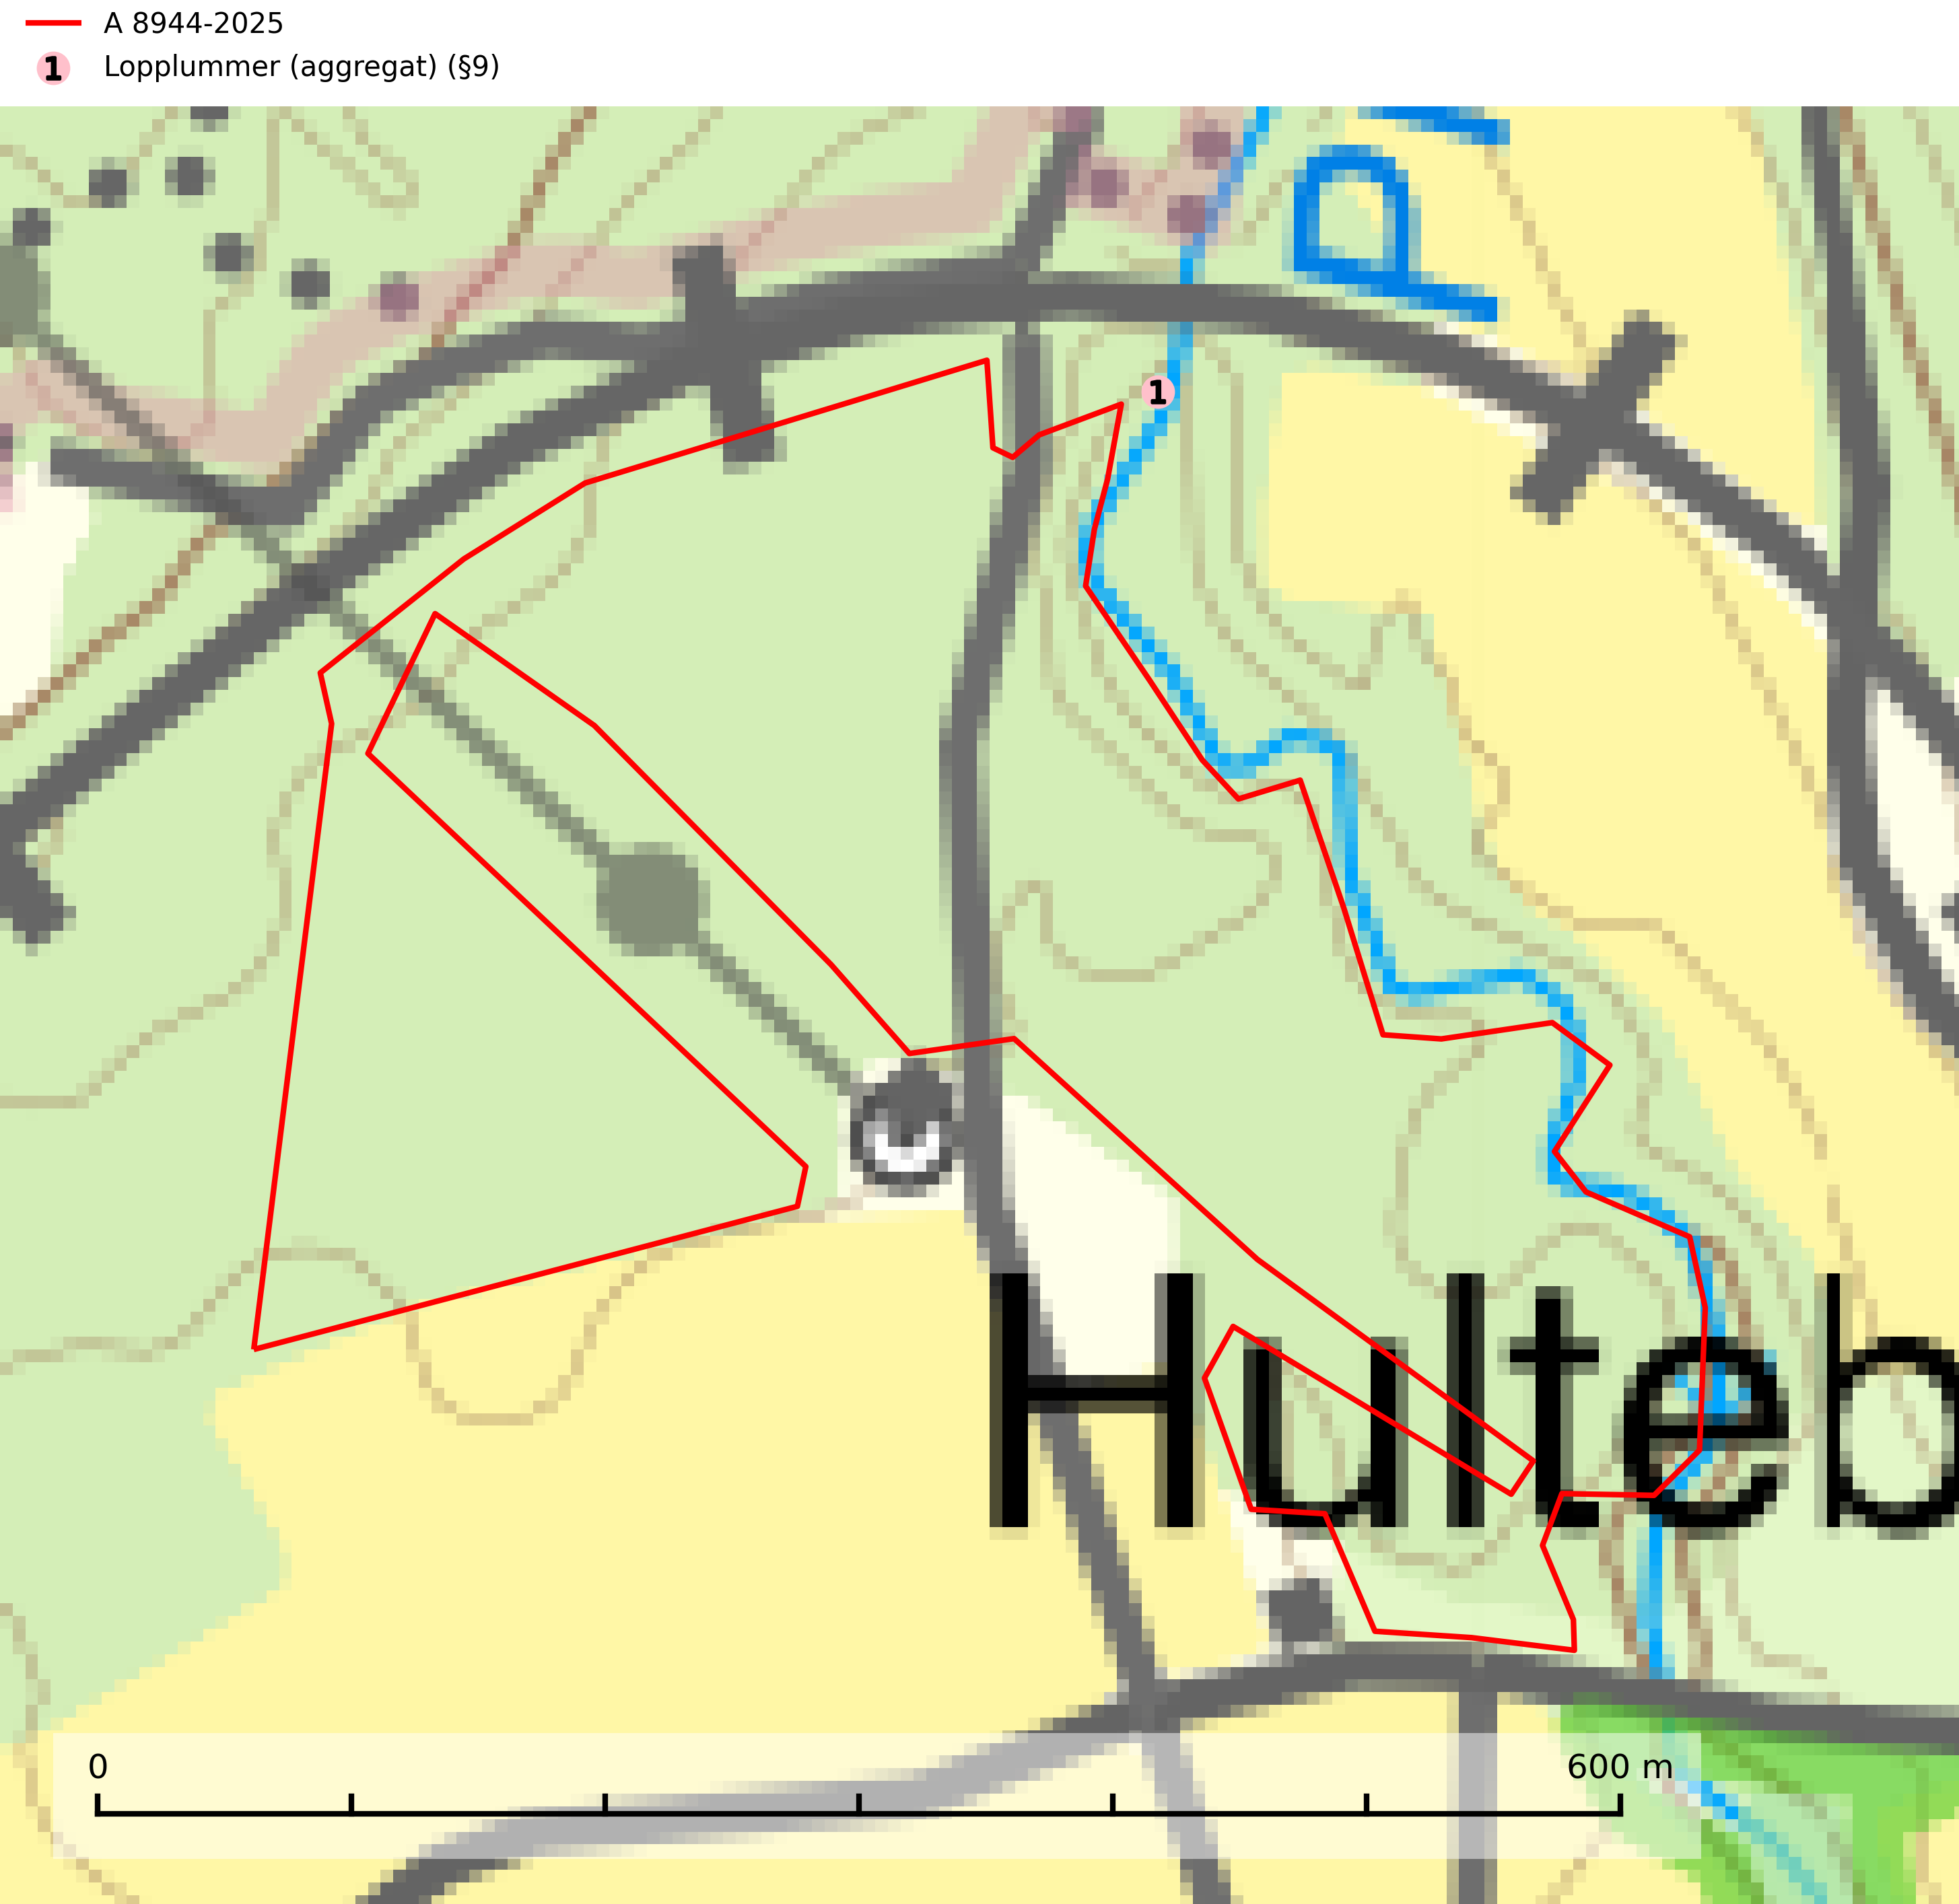 A 8944-2025
1 Lopplummer (aggregat) (§9)
1
Hulteb
0 600 m